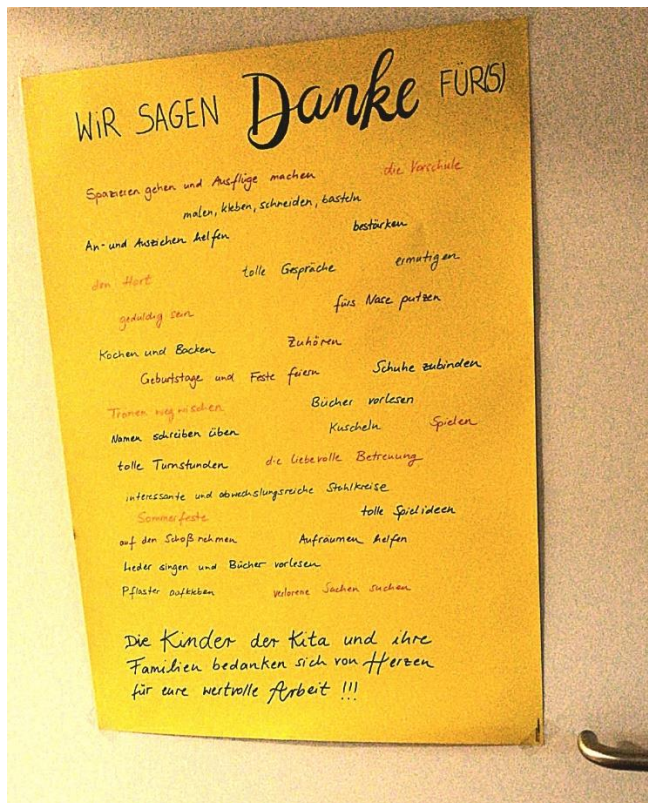 WIR SAGEN Danke FÜR(S)
Spazieren gehen und Ausflüge machen die Vorschule
malen, kleben, schneiden, basteln
An- und Ausziehen helfen bestärken
den Hort tolle Gespräche ermutigen
geduldig sein fürs Nase putzen
Kochen und Backen Zuhören
Geburtstage und Feste feiern Schuhe zubinden
Tränen wegwischen Bücher vorlesen
Namen schreiben üben Kuscheln Spielen
tolle Turnstunden die liebevolle Betreuung
interessante und abwechslungsreiche Stuhlkreise
Sommerfeste tolle Spielideen
auf den Schoß nehmen Aufräumen helfen
Lieder singen und Bücher vorlesen
Pflaster aufkleben verlorene Sachen suchen
Die Kinder der Kita und ihre
Familien bedanken sich von Herzen
für eure wertvolle Arbeit !!!